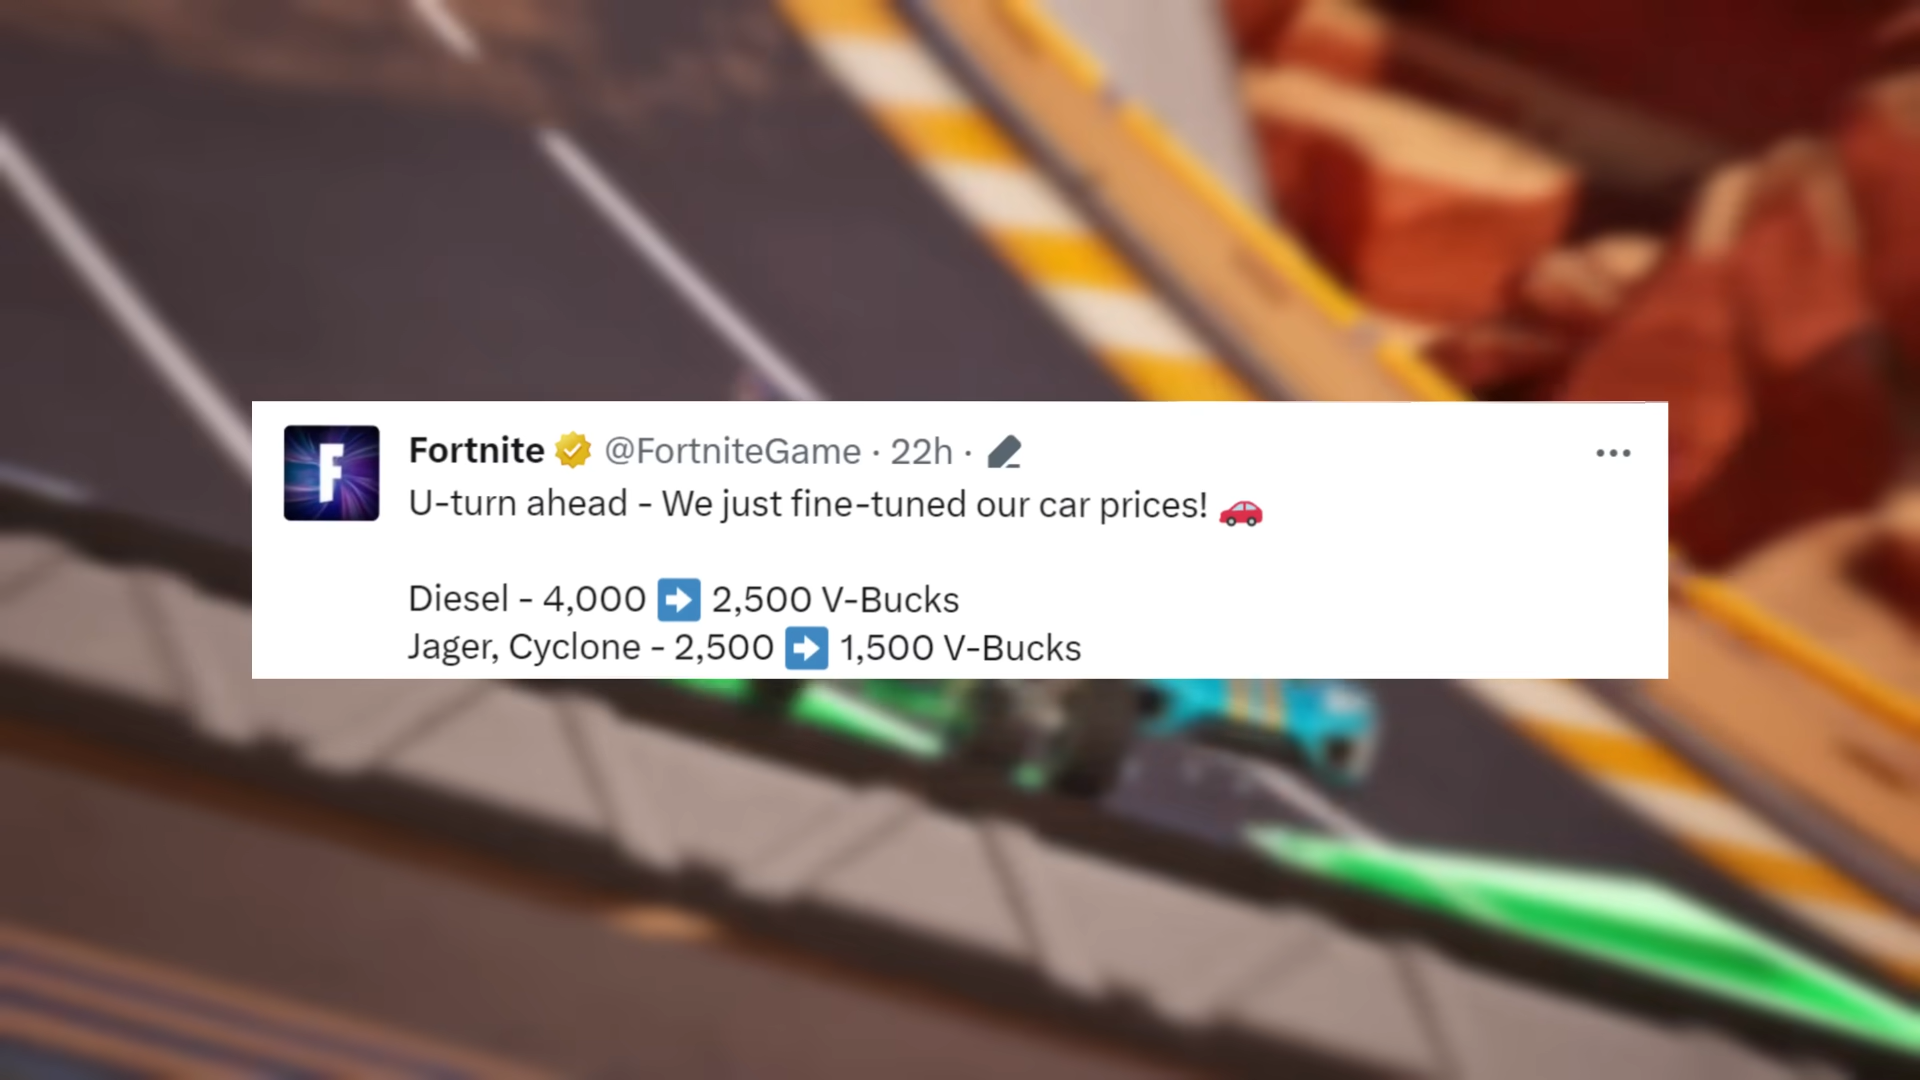 Fortnite @FortniteGame · 22h ·
U-turn ahead - We just fine-tuned our car prices! 🚗
Diesel - 4,000 ➡️ 2,500 V-Bucks
Jager, Cyclone - 2,500 ➡️ 1,500 V-Bucks